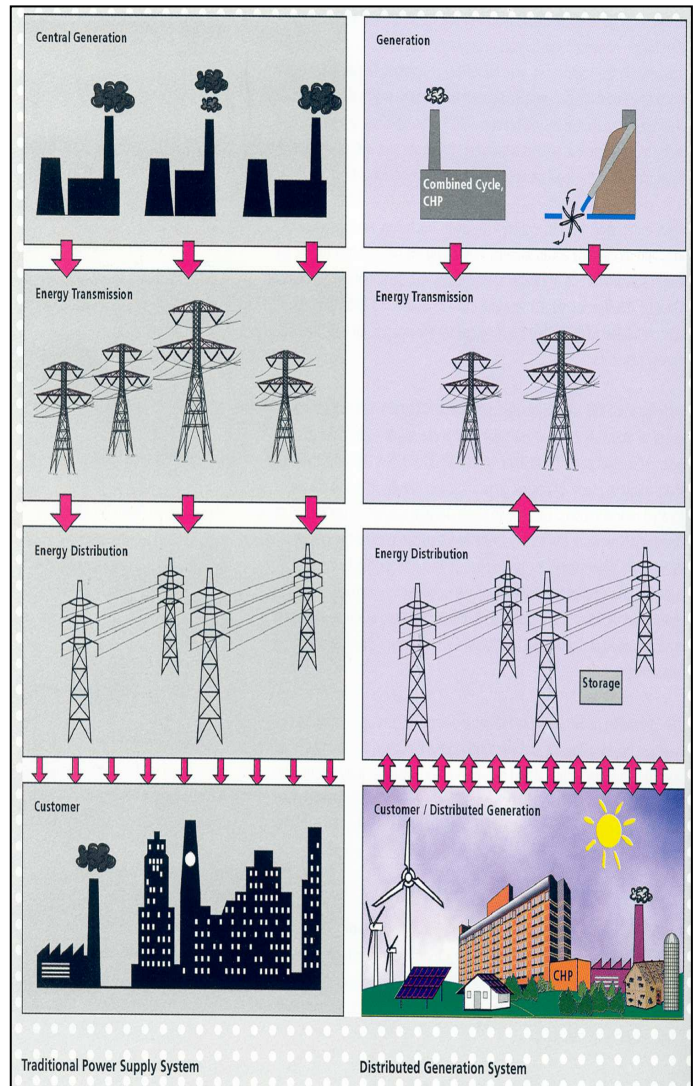 Central Generation
Generation
Combined Cycle,
CHP
Energy Transmission
Energy Transmission
Energy Distribution
Energy Distribution
Storage
Customer
Customer / Distributed Generation
CHP
Traditional Power Supply System
Distributed Generation System